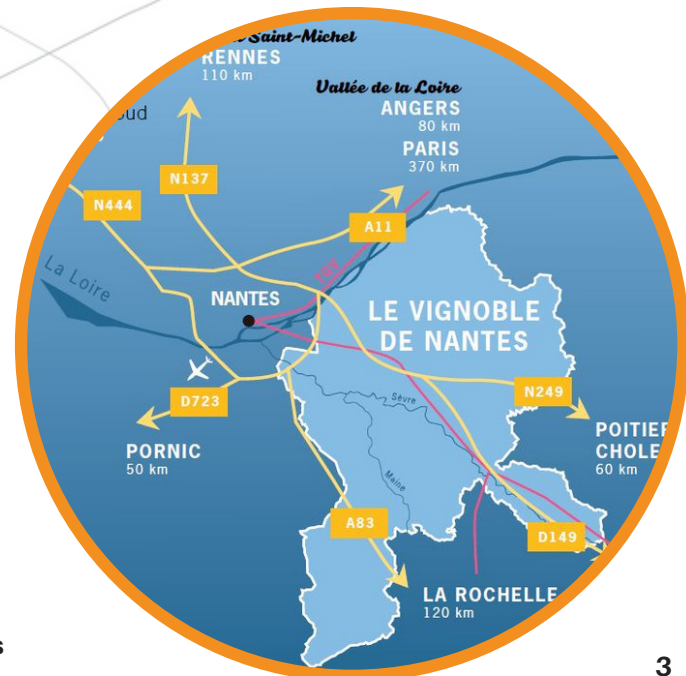 Saint-Michel
RENNES
110 km
Vallée de la Loire
ANGERS
80 km
PARIS
370 km
N137
N444
A11
La Loire
TGV
NANTES
LE VIGNOBLE
DE NANTES
D723
Sèvre
N249
PORNIC
50 km
POITIE
CHOLE
60 km
Maine
A83
D149
LA ROCHELLE
120 km
3